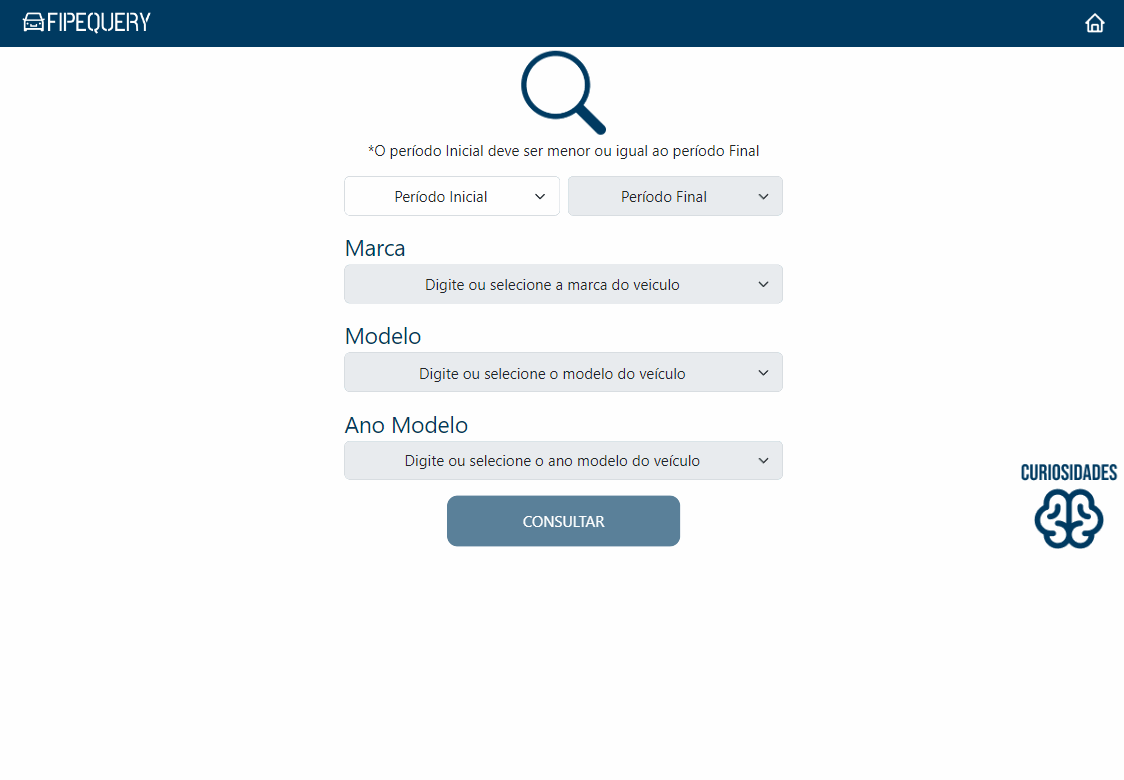 FIPEQUERY
*O período Inicial deve ser menor ou igual ao período Final
Período Inicial
Período Final
Marca
Digite ou selecione a marca do veiculo
Modelo
Digite ou selecione o modelo do veículo
Ano Modelo
Digite ou selecione o ano modelo do veículo
CURIOSIDADES
CONSULTAR